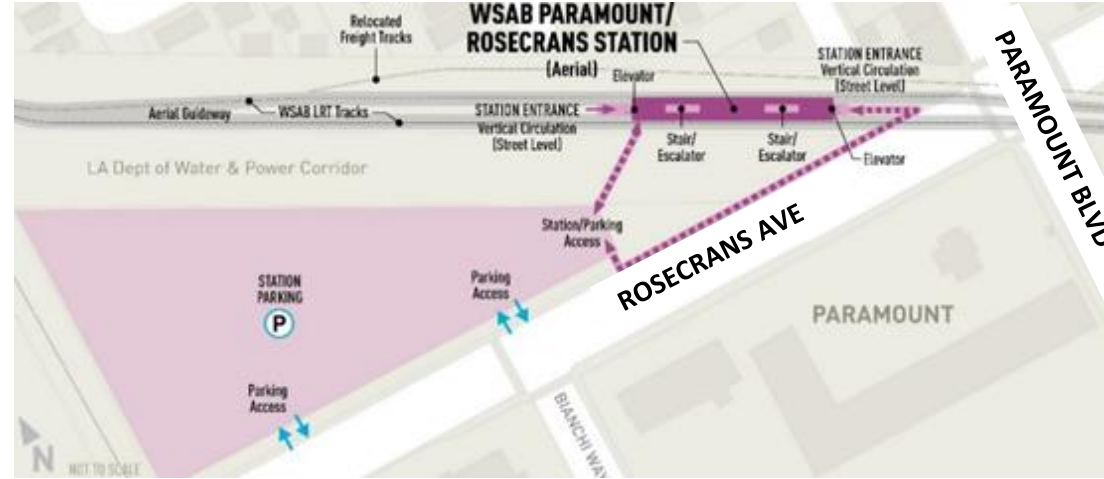 WSAB PARAMOUNT/
ROSECRANS STATION
(Aerial)
Relocated
Freight Tracks
Elevator
STATION ENTRANCE
Vertical Circulation
(Street Level)
PARAMOUNT BLVD
Aerial Guideway
WSAB LRT Tracks
STATION ENTRANCE
Vertical Circulation
(Street Level)
Stair/
Escalator
Stair/
Escalator
Elevator
LA Dept of Water & Power Corridor
Station/Parking
Access
ROSECRANS AVE
STATION
PARKING
P
Parking
Access
PARAMOUNT
Parking
Access
BIANCHI WAY
N
NOT TO SCALE